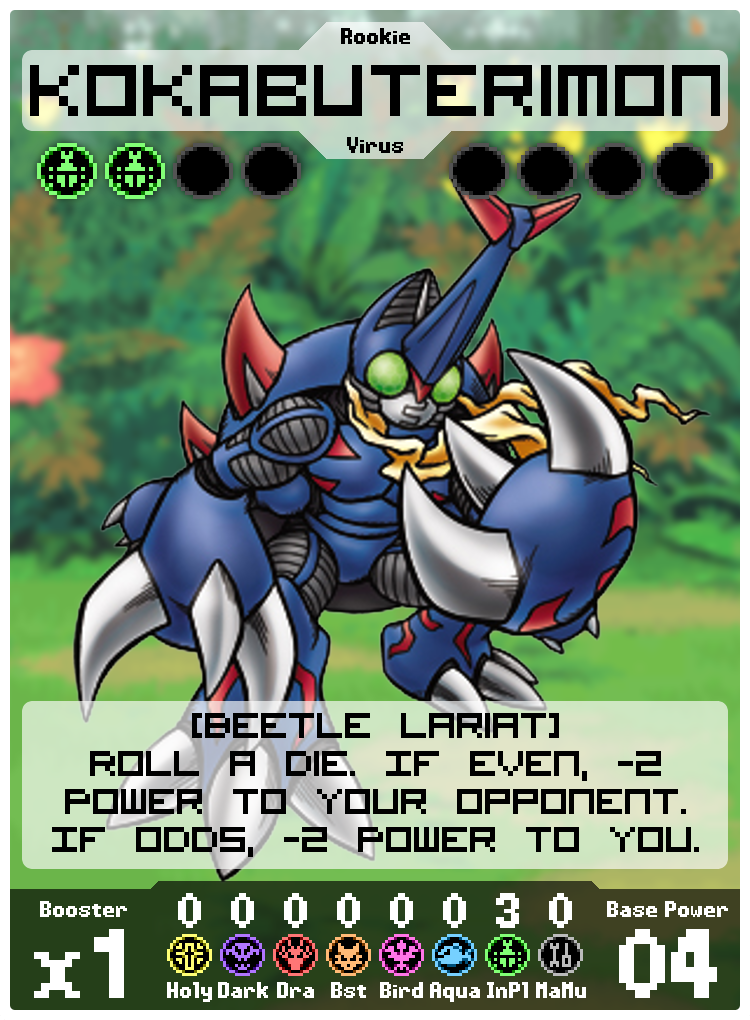 Rookie
KOKABUTERIMON
Virus
[BEETLE LARIAT]
ROLL A DIE. IF EVEN, -2
POWER TO YOUR OPPONENT.
IF ODDS, -2 POWER TO YOU.
Booster 0 0 0 0 0 0 3 0 Base Power
x1 04
Holy Dark Dra Bst Bird Aqua InPl MaMu